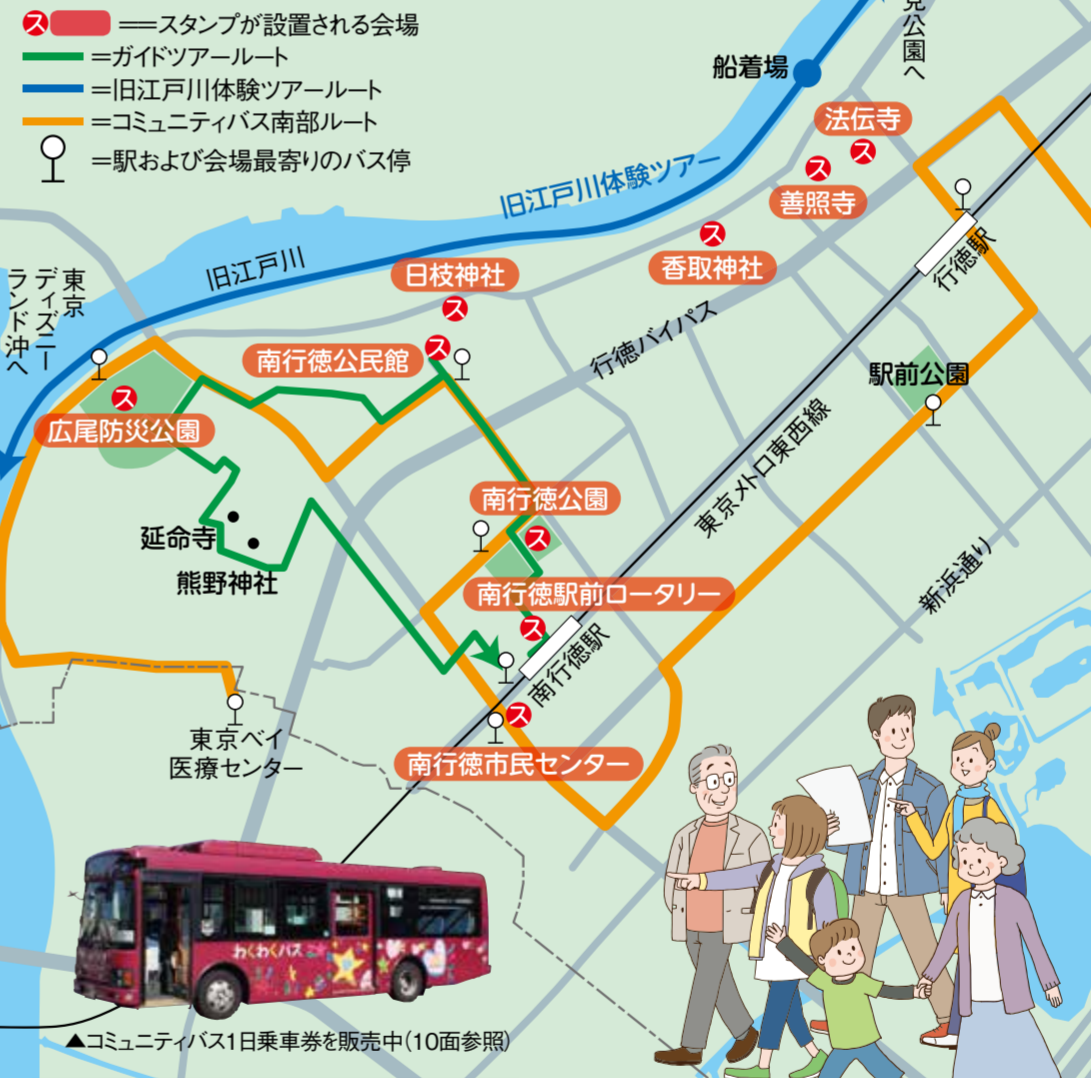 ス ＝＝スタンプが設置される会場
＝ガイドツアールート
＝旧江戸川体験ツアールート
＝コミュニティバス南部ルート
＝駅および会場最寄りのバス停
見公園へ
船着場
法伝寺
ス
ス
善照寺
旧江戸川体験ツアー
ス
香取神社
行徳駅
旧江戸川
東京
ディズニー
ランド沖へ
日枝神社
ス
ス
南行徳公民館
行徳バイパス
駅前公園
ス
広尾防災公園
東京メトロ東西線
南行徳公園
ス
延命寺
熊野神社
新浜通り
南行徳駅前ロータリー
ス
南行徳駅
ス
南行徳市民センター
東京ベイ
医療センター
わくわくバス
▲コミュニティバス1日乗車券を販売中（10面参照）